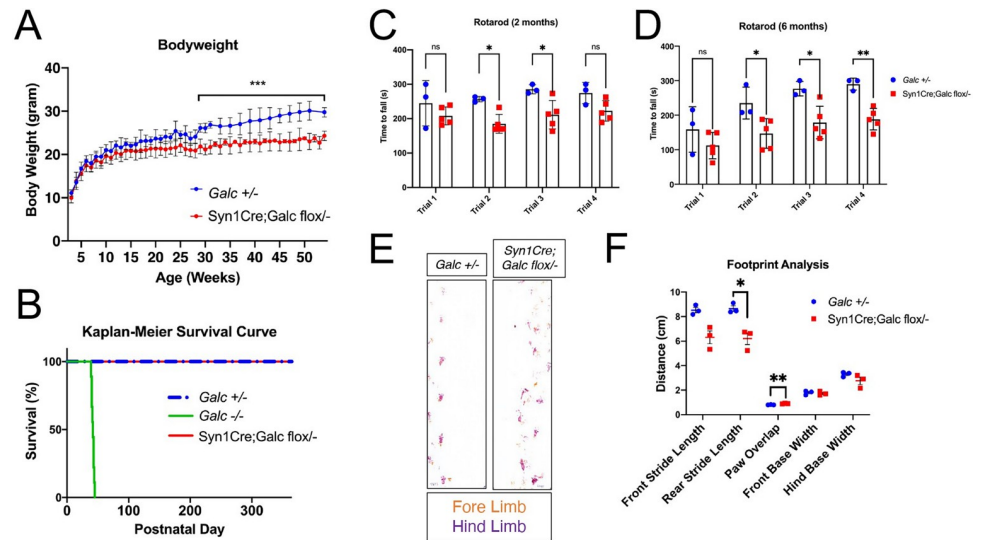 A
Bodyweight
***
Body Weight (gram)
40
30
20
10
0
Galc +/-
Syn1Cre;Galc flox/-
5 10 15 20 25 30 35 40 45 50
Age (Weeks)
B
Kaplan-Meier Survival Curve
Survival (%)
100
50
0
Galc +/-
Galc -/-
Syn1Cre;Galc flox/-
0 100 200 300
Postnatal Day
C
Rotarod (2 months)
Time to fall (s)
400
300
200
100
0
ns * * ns
Trial 1 Trial 2 Trial 3 Trial 4
D
Rotarod (6 months)
Time to fall (s)
400
300
200
100
0
ns * * **
Trial 1 Trial 2 Trial 3 Trial 4
Galc +/-
Syn1Cre;Galc flox/-
E
Galc +/-
Syn1Cre;
Galc flox/-
Fore Limb
Hind Limb
F
Footprint Analysis
Distance (cm)
10
8
6
4
2
0
*
**
Galc +/-
Syn1Cre;Galc flox/-
Front Stride Length
Rear Stride Length
Paw Overlap
Front Base Width
Hind Base Width